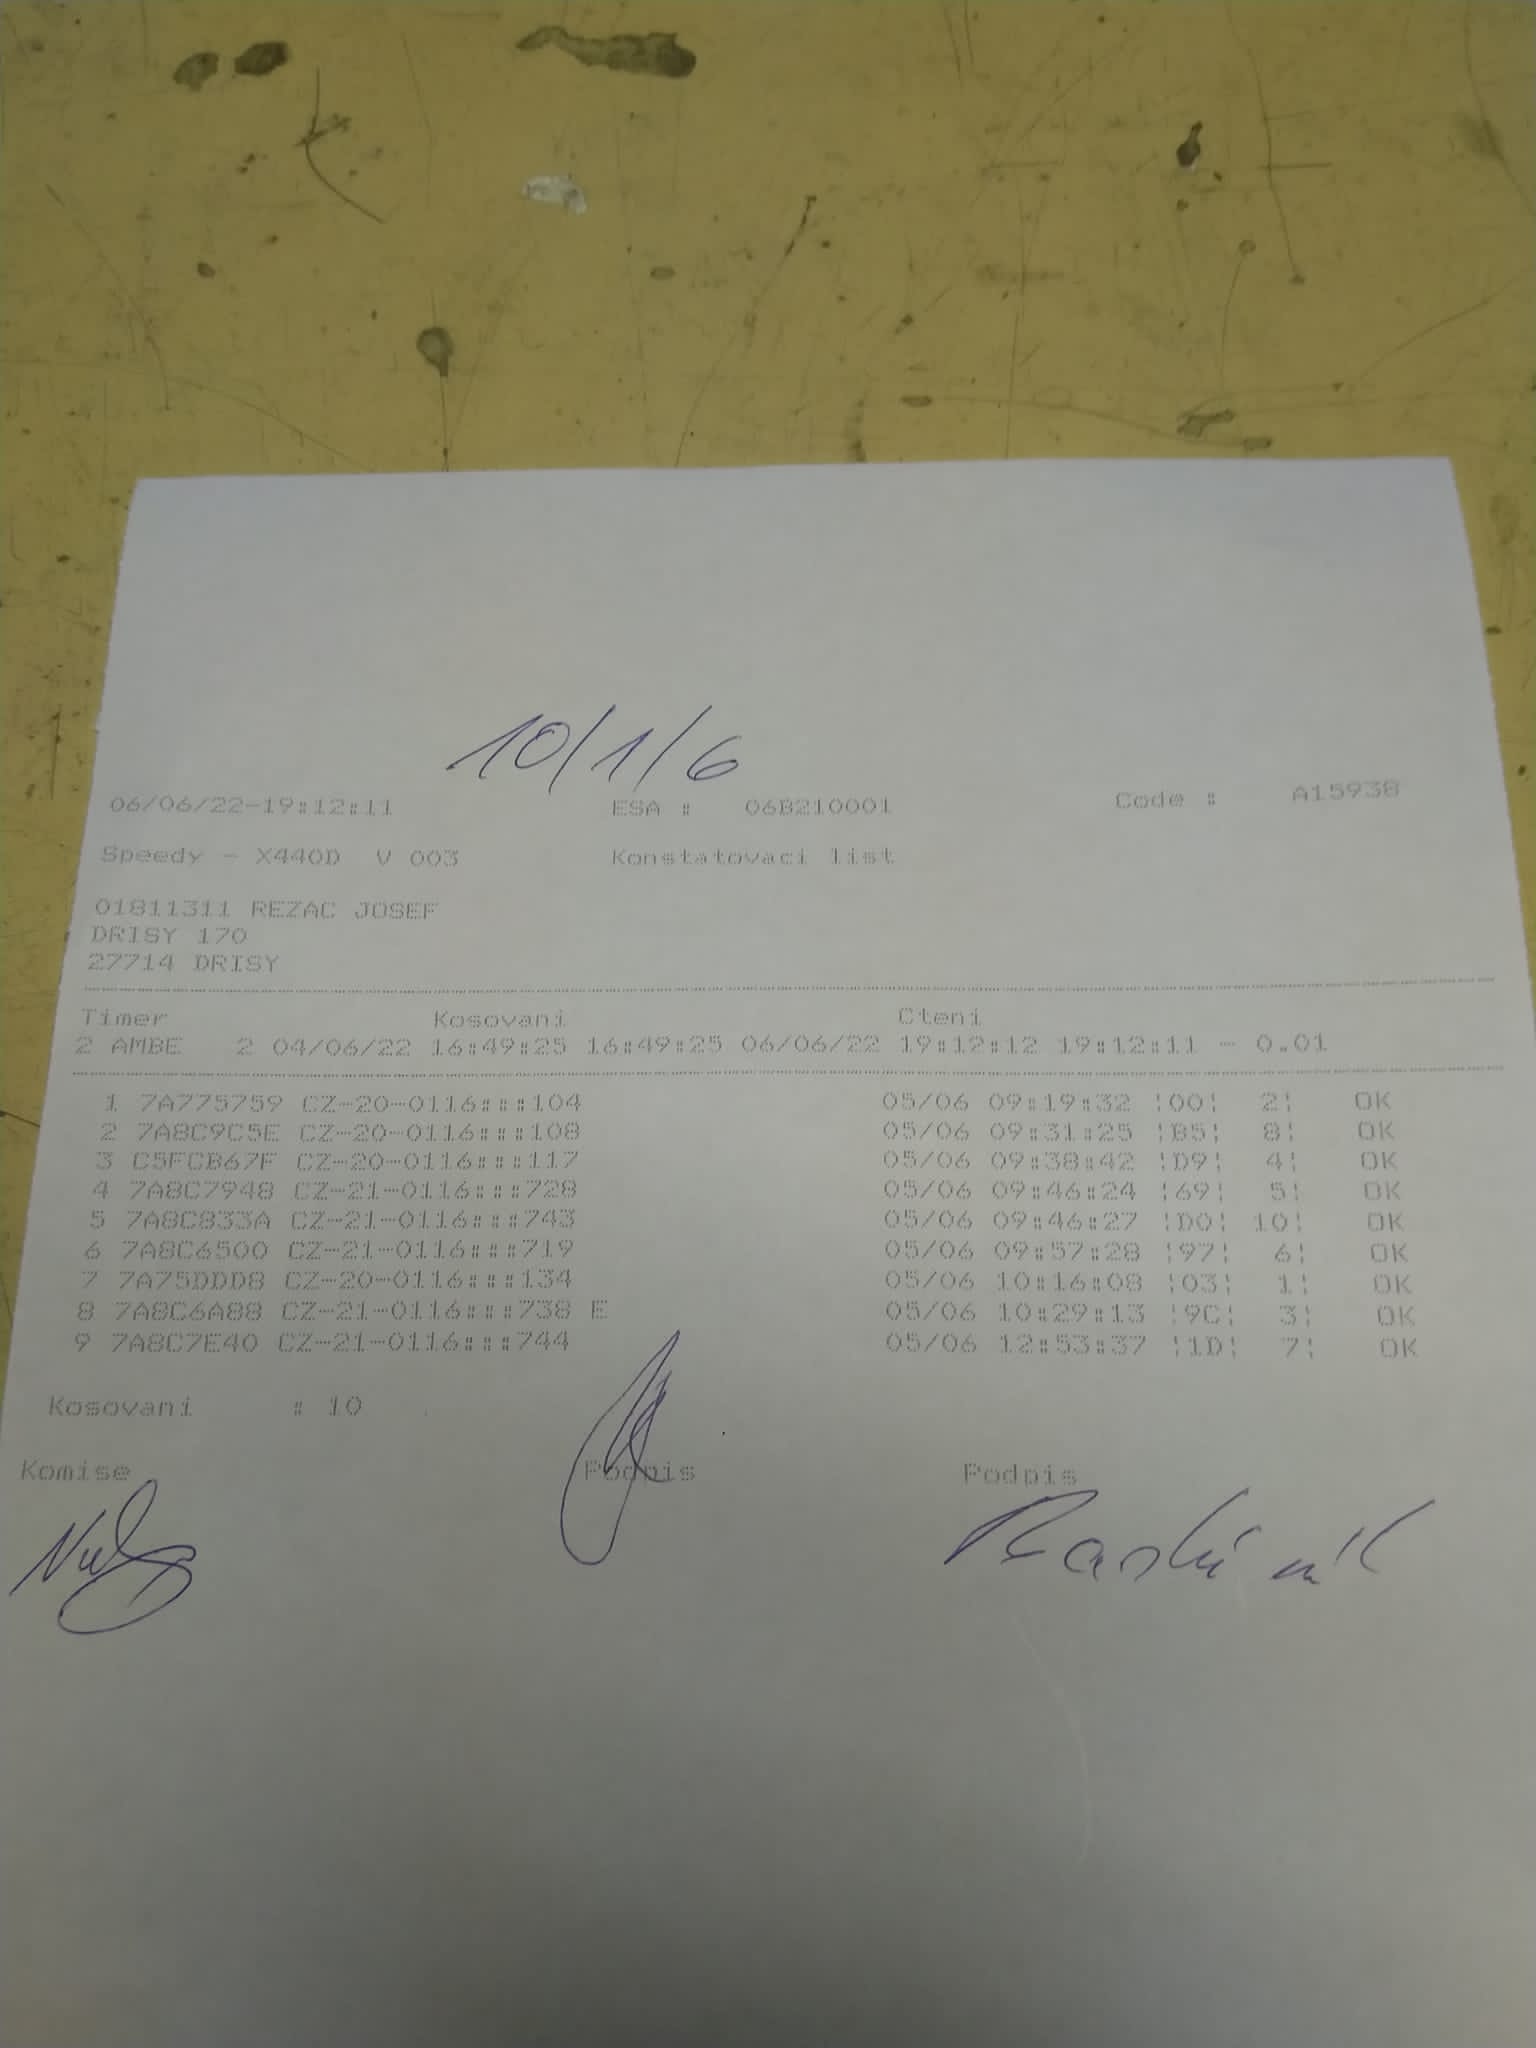 10/1/6
06/06/22-19:12:11 ESA : 06B210001 Code : A15938
Speedy - X440D V 003 Konstatovaci list
01811311 REZAC JOSEF
DRISY 170
27714 DRISY
Timer Kosovani Cteni
2 AMBE 2 04/06/22 16:49:25 16:49:25 06/06/22 19:12:12 19:12:11 - 0.01
1 7A775759 CZ-20-0116:::104 05/06 09:19:32 ¦00¦ 2¦ OK
2 7A8C9C5E CZ-20-0116:::108 05/06 09:31:25 ¦B5¦ 8¦ OK
3 C5FCB67F CZ-20-0116:::117 05/06 09:38:42 ¦D9¦ 4¦ OK
4 7A8C7948 CZ-21-0116:::728 05/06 09:46:24 ¦69¦ 5¦ OK
5 7A8C833A CZ-21-0116:::743 05/06 09:46:27 ¦D0¦ 10¦ OK
6 7A8C6500 CZ-21-0116:::719 05/06 09:57:28 ¦97¦ 6¦ OK
7 7A75DDD8 CZ-20-0116:::134 05/06 10:16:08 ¦03¦ 1¦ OK
8 7A8C6A88 CZ-21-0116:::738 E 05/06 10:29:13 ¦9C¦ 3¦ OK
9 7A8C7E40 CZ-21-0116:::744 05/06 12:53:37 ¦1D¦ 7¦ OK
Kosovani : 10
Komise Podpis Podpis